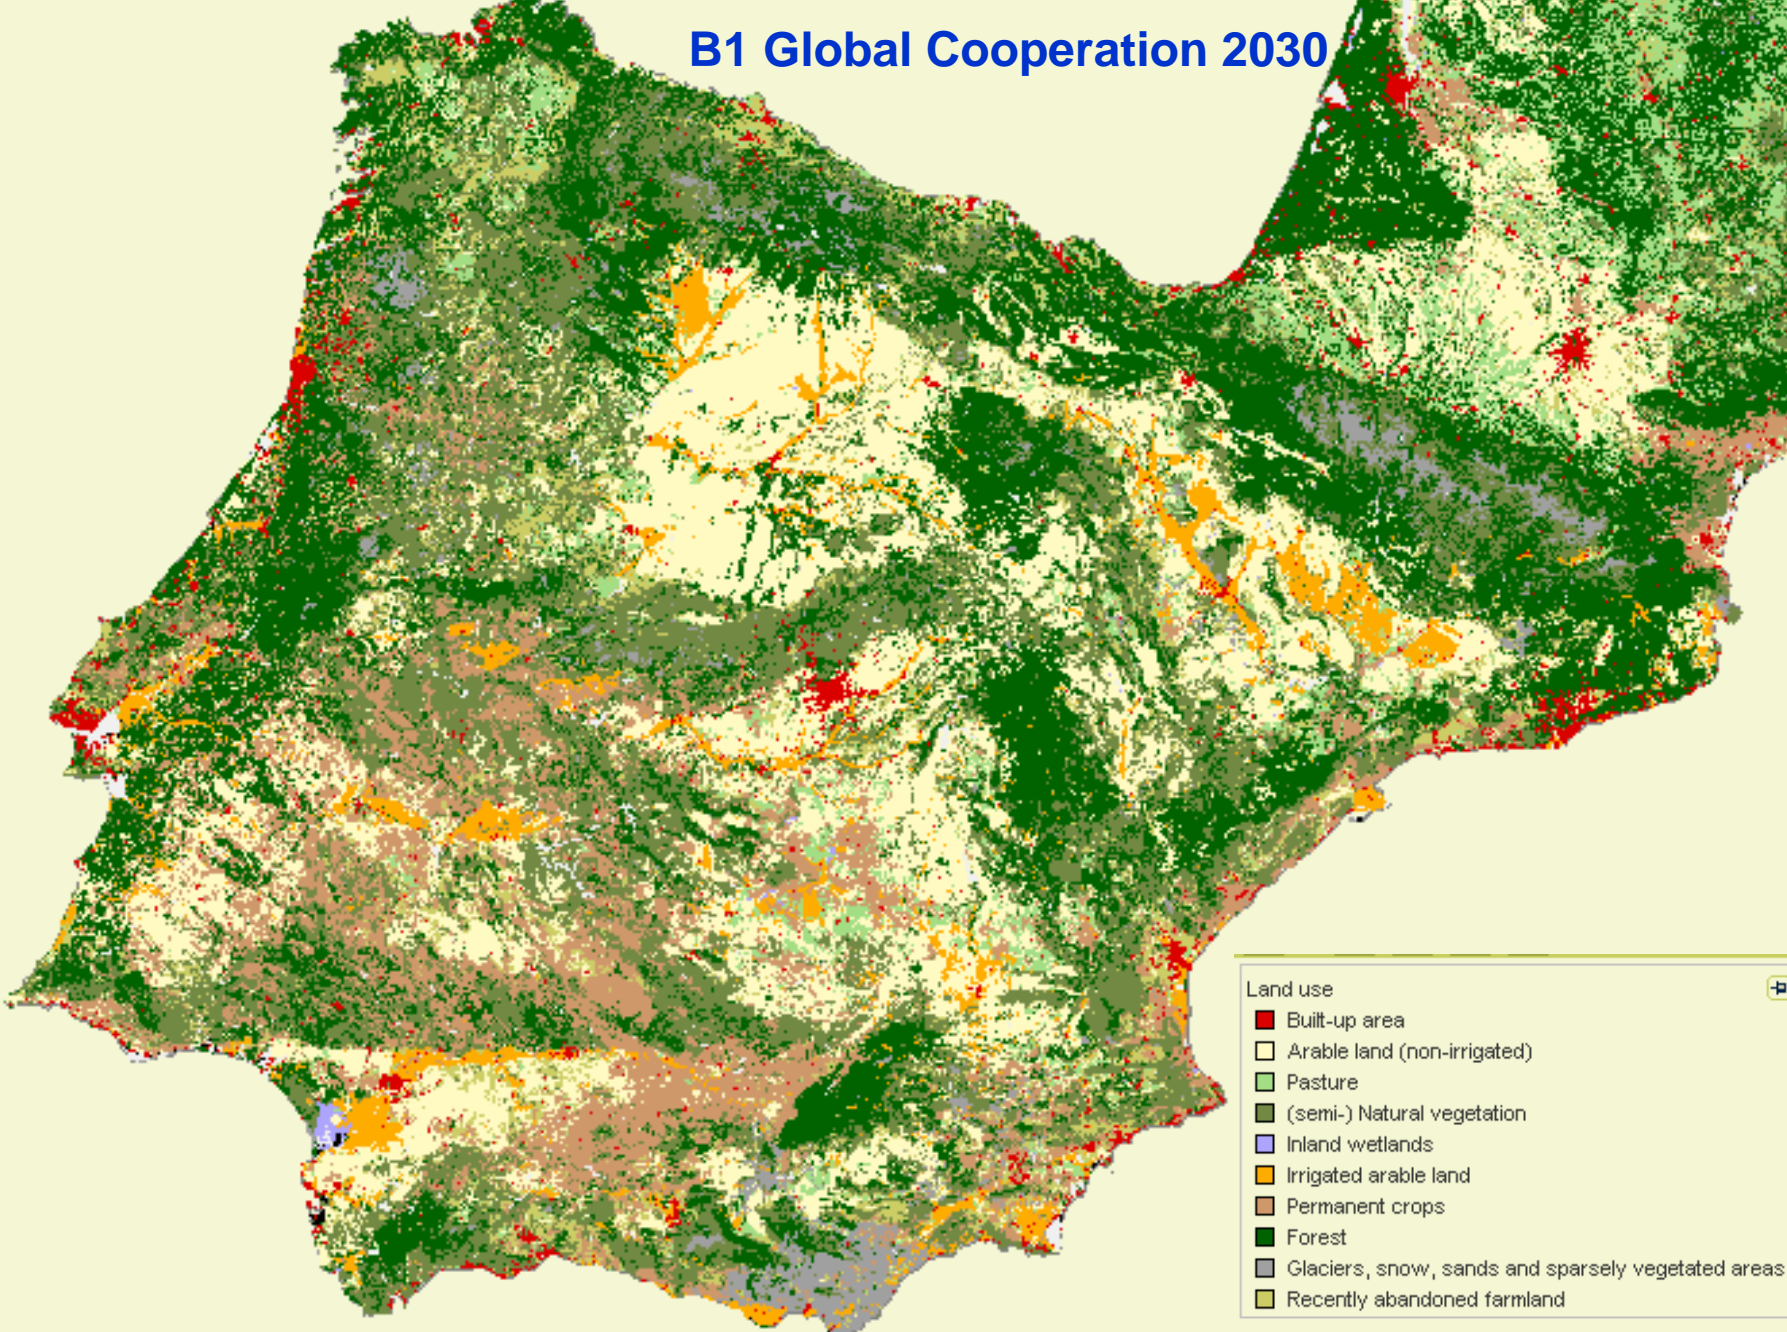 B1 Global Cooperation 2030
Land use
Built-up area
Arable land (non-irrigated)
Pasture
(semi-) Natural vegetation
Inland wetlands
Irrigated arable land
Permanent crops
Forest
Glaciers, snow, sands and sparsely vegetated areas
Recently abandoned farmland